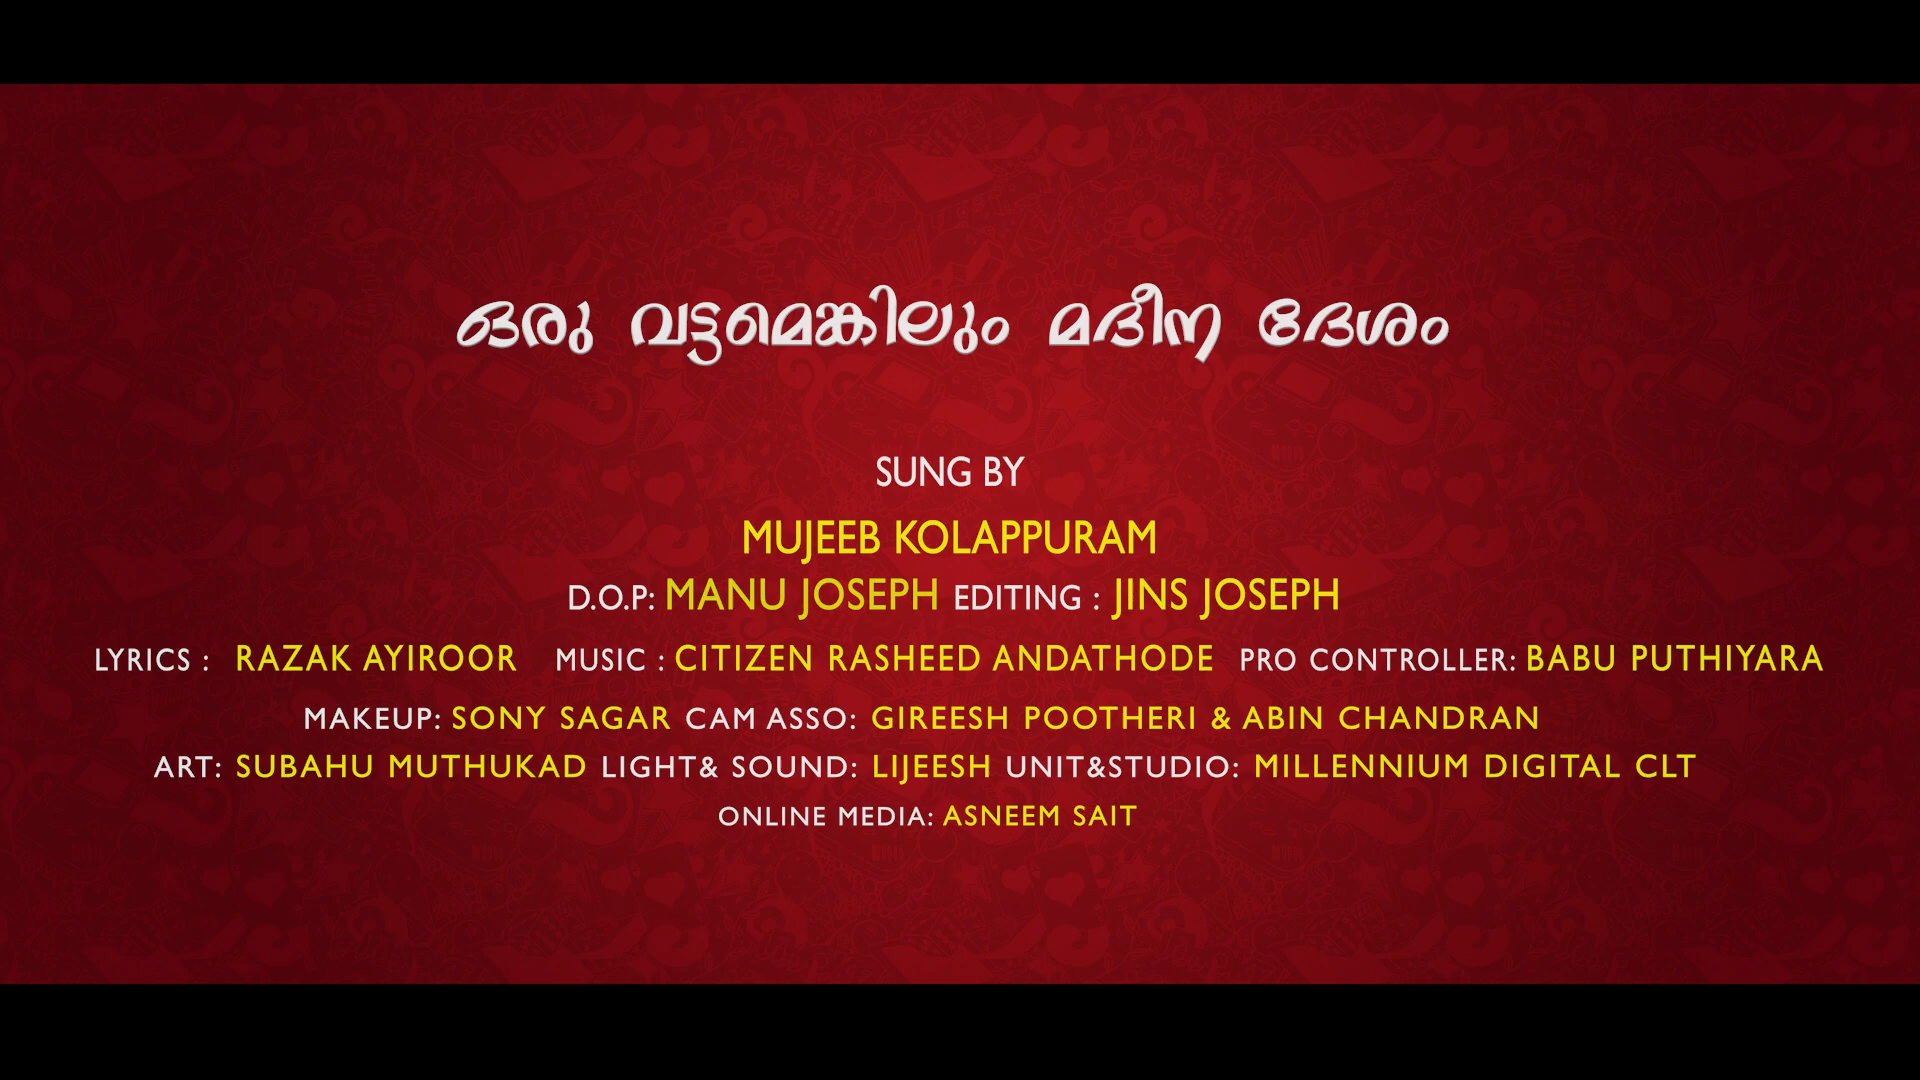 ഒരു വട്ടമെങ്കിലും മദീന ദേശം
SUNG BY
MUJEEB KOLAPPURAM
D.O.P: MANU JOSEPH EDITING : JINS JOSEPH
LYRICS : RAZAK AYIROOR MUSIC : CITIZEN RASHEED ANDATHODE PRO CONTROLLER: BABU PUTHIYARA
MAKEUP: SONY SAGAR CAM ASSO: GIREESH POOTHERI & ABIN CHANDRAN
ART: SUBAHU MUTHUKAD LIGHT& SOUND: LIJEESH UNIT&STUDIO: MILLENNIUM DIGITAL CLT
ONLINE MEDIA: ASNEEM SAIT